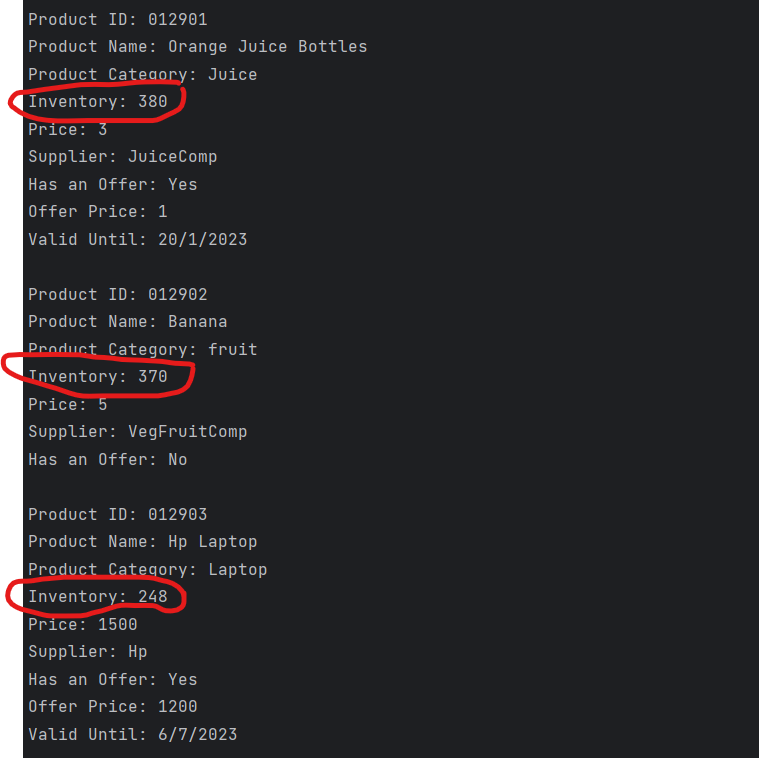 Product ID: 012901
Product Name: Orange Juice Bottles
Product Category: Juice
Inventory: 380
Price: 3
Supplier: JuiceComp
Has an Offer: Yes
Offer Price: 1
Valid Until: 20/1/2023
Product ID: 012902
Product Name: Banana
Product Category: fruit
Inventory: 370
Price: 5
Supplier: VegFruitComp
Has an Offer: No
Product ID: 012903
Product Name: Hp Laptop
Product Category: Laptop
Inventory: 248
Price: 1500
Supplier: Hp
Has an Offer: Yes
Offer Price: 1200
Valid Until: 6/7/2023